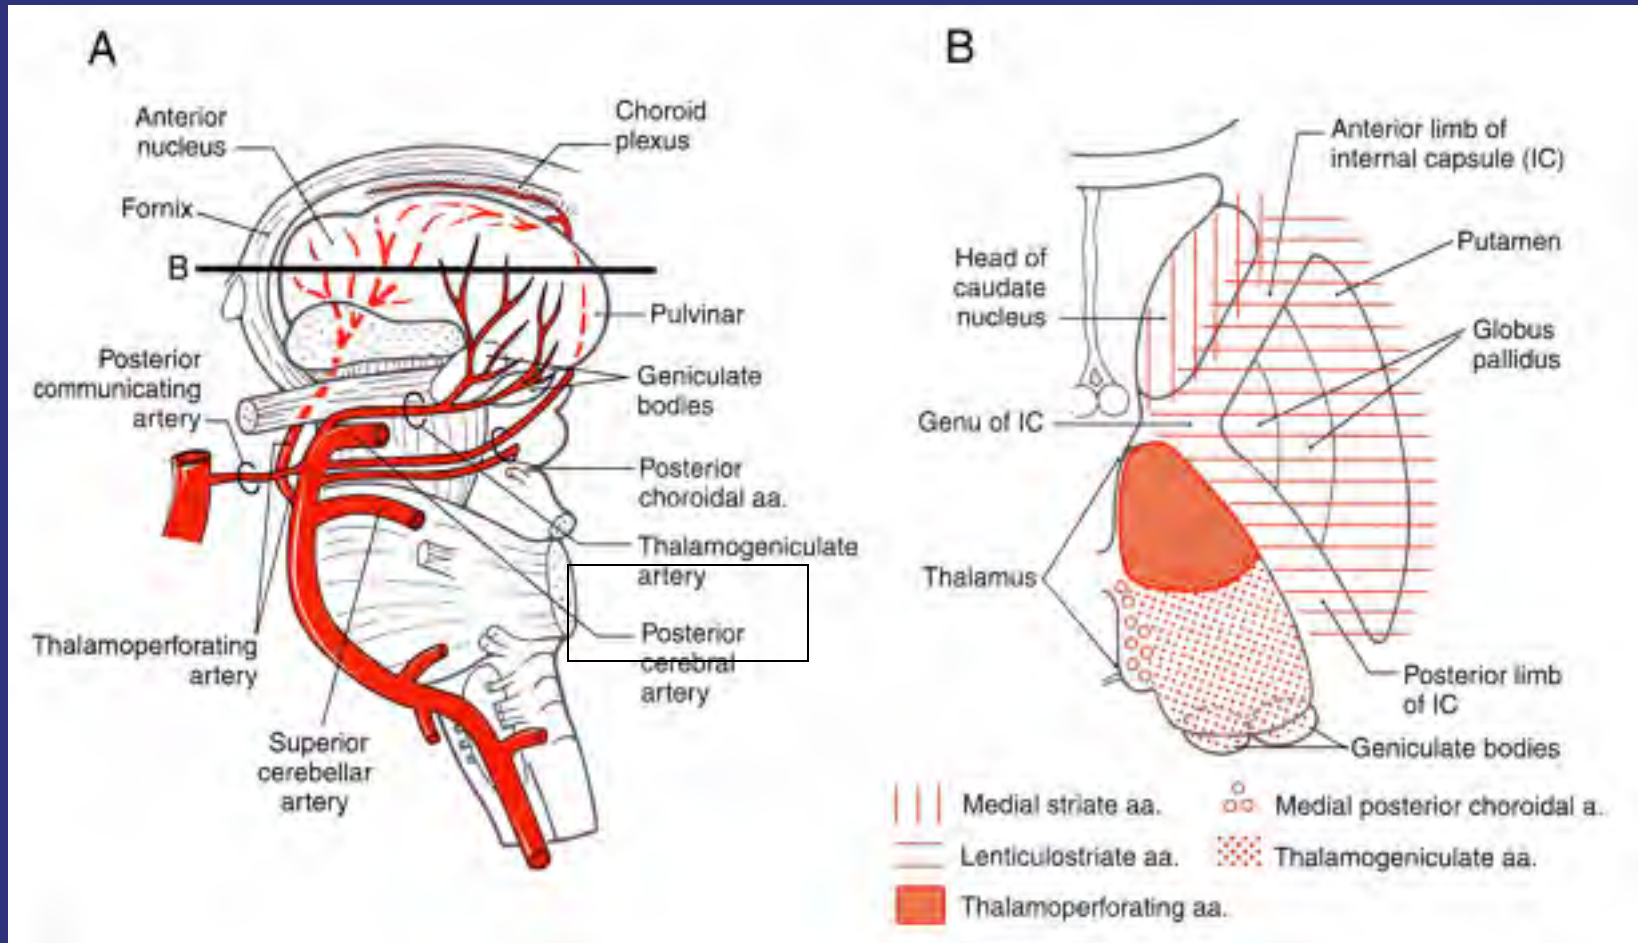 A
Anterior
nucleus
Choroid
plexus
Fornix
B
Pulvinar
Posterior
communicating
artery
Geniculate
bodies
Posterior
choroidal aa.
Thalamogeniculate
artery
Thalamoperforating
artery
Posterior
cerebral
artery
Superior
cerebellar
artery
B
Anterior limb of
internal capsule (IC)
Putamen
Head of
caudate
nucleus
Globus
pallidus
Genu of IC
Thalamus
Posterior limb
of IC
Geniculate bodies
Medial striate aa.
Medial posterior choroidal a.
Lenticulostriate aa.
Thalamogeniculate aa.
Thalamoperforating aa.